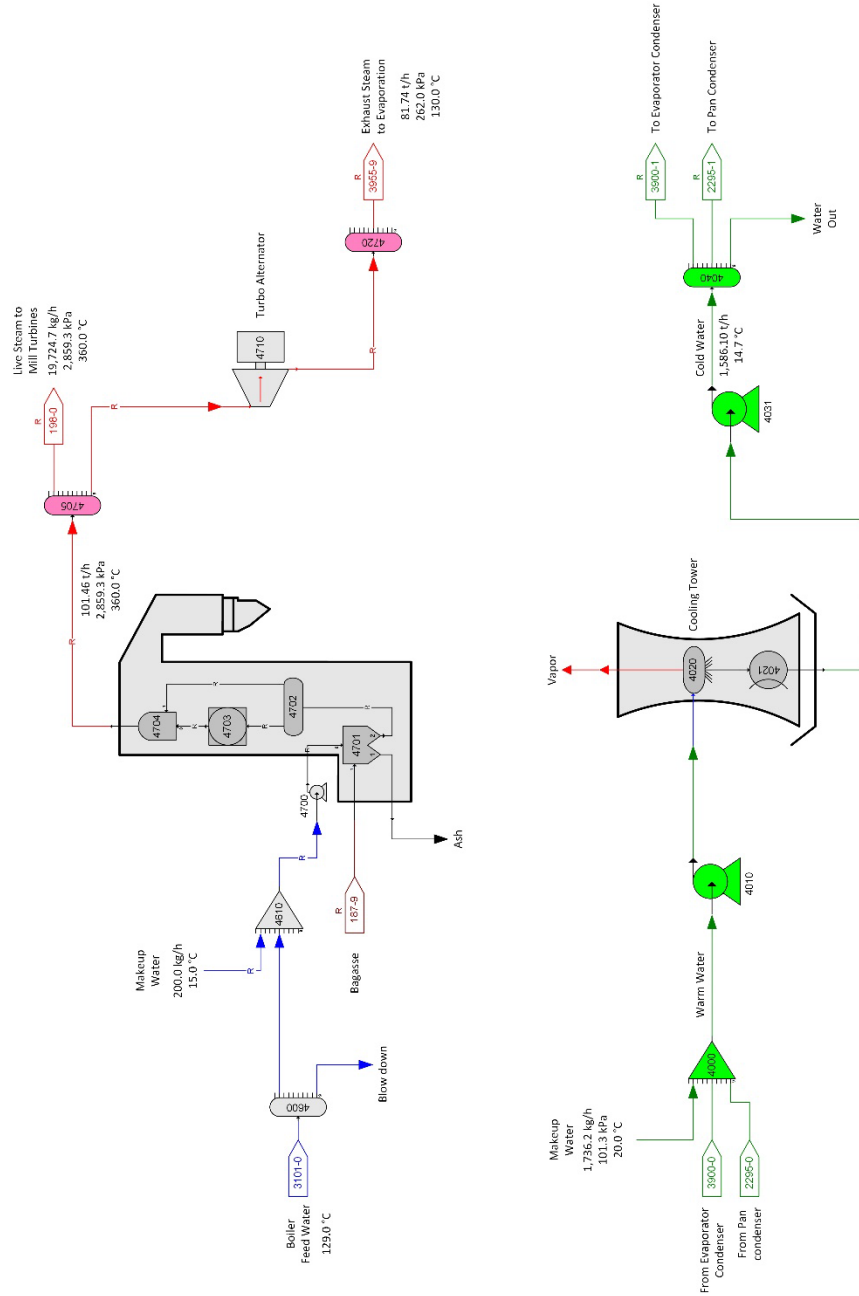 Live Steam to
Mill Turbines
19,724.7 kg/h
2,859.3 kPa
360.0 °C
R
198-0
4705
R
101.46 t/h
2,859.3 kPa
360.0 °C
R
4710
Turbo Alternator
R
4720
R
3955-9
Exhaust Steam
to Evaporation
81.74 t/h
262.0 kPa
130.0 °C
4704
R
4703
R
R
4702
4701
1
2
R
R
4700
Ash
R
4610
Makeup
Water
200.0 kg/h
15.0 °C
R
R
187-9
Bagasse
4600
Blow down
3101-0
Boiler
Feed Water
129.0 °C
Makeup
Water
1,736.2 kg/h
101.3 kPa
20.0 °C
3900-0
From Evaporator
Condenser
2295-0
From Pan
condenser
4000
Warm Water
4010
Vapor
4020
4021
Cooling Tower
4031
Cold Water
1,586.10 t/h
14.7 °C
4040
R
3900-1
To Evaporator Condenser
R
2295-1
To Pan Condenser
Water
Out